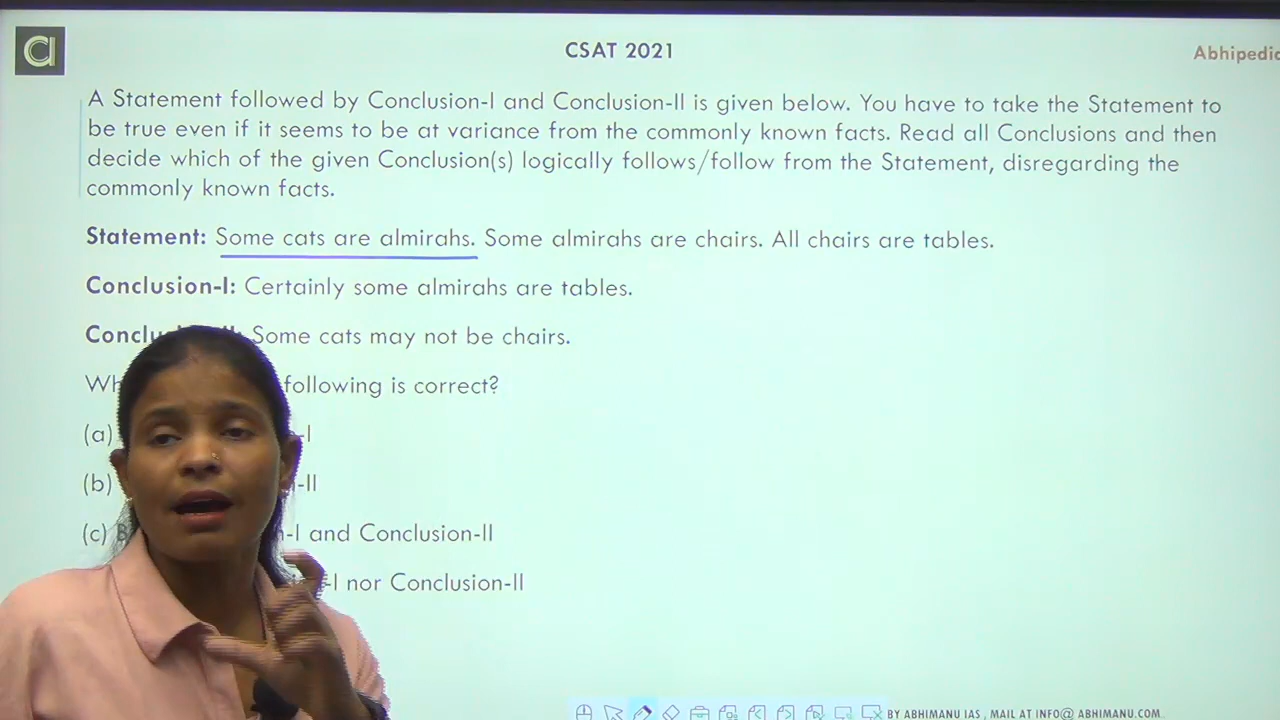 CSAT 2021
Abhipedia
A Statement followed by Conclusion-I and Conclusion-II is given below. You have to take the Statement to
be true even if it seems to be at variance from the commonly known facts. Read all Conclusions and then
decide which of the given Conclusion(s) logically follows/follow from the Statement, disregarding the
commonly known facts.
Statement: Some cats are almirahs. Some almirahs are chairs. All chairs are tables.
Conclusion-I: Certainly some almirahs are tables.
Some cats may not be chairs.
following is correct?
(a) -I
(b) -II
(c) -I and Conclusion-II
-I nor Conclusion-II
BY ABHIMANU IAS , MAIL AT INFO@ ABHIMANU.COM